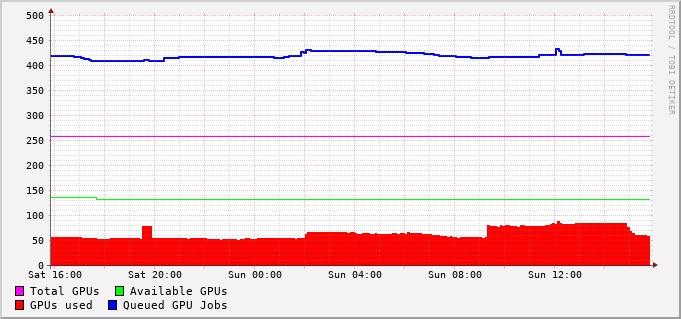 500
450
400
350
300
250
200
150
100
50
0
Sat 16:00 Sat 20:00 Sun 00:00 Sun 04:00 Sun 08:00 Sun 12:00
Total GPUs Available GPUs
GPUs used Queued GPU Jobs
RRDTOOL / TOBI OETIKER